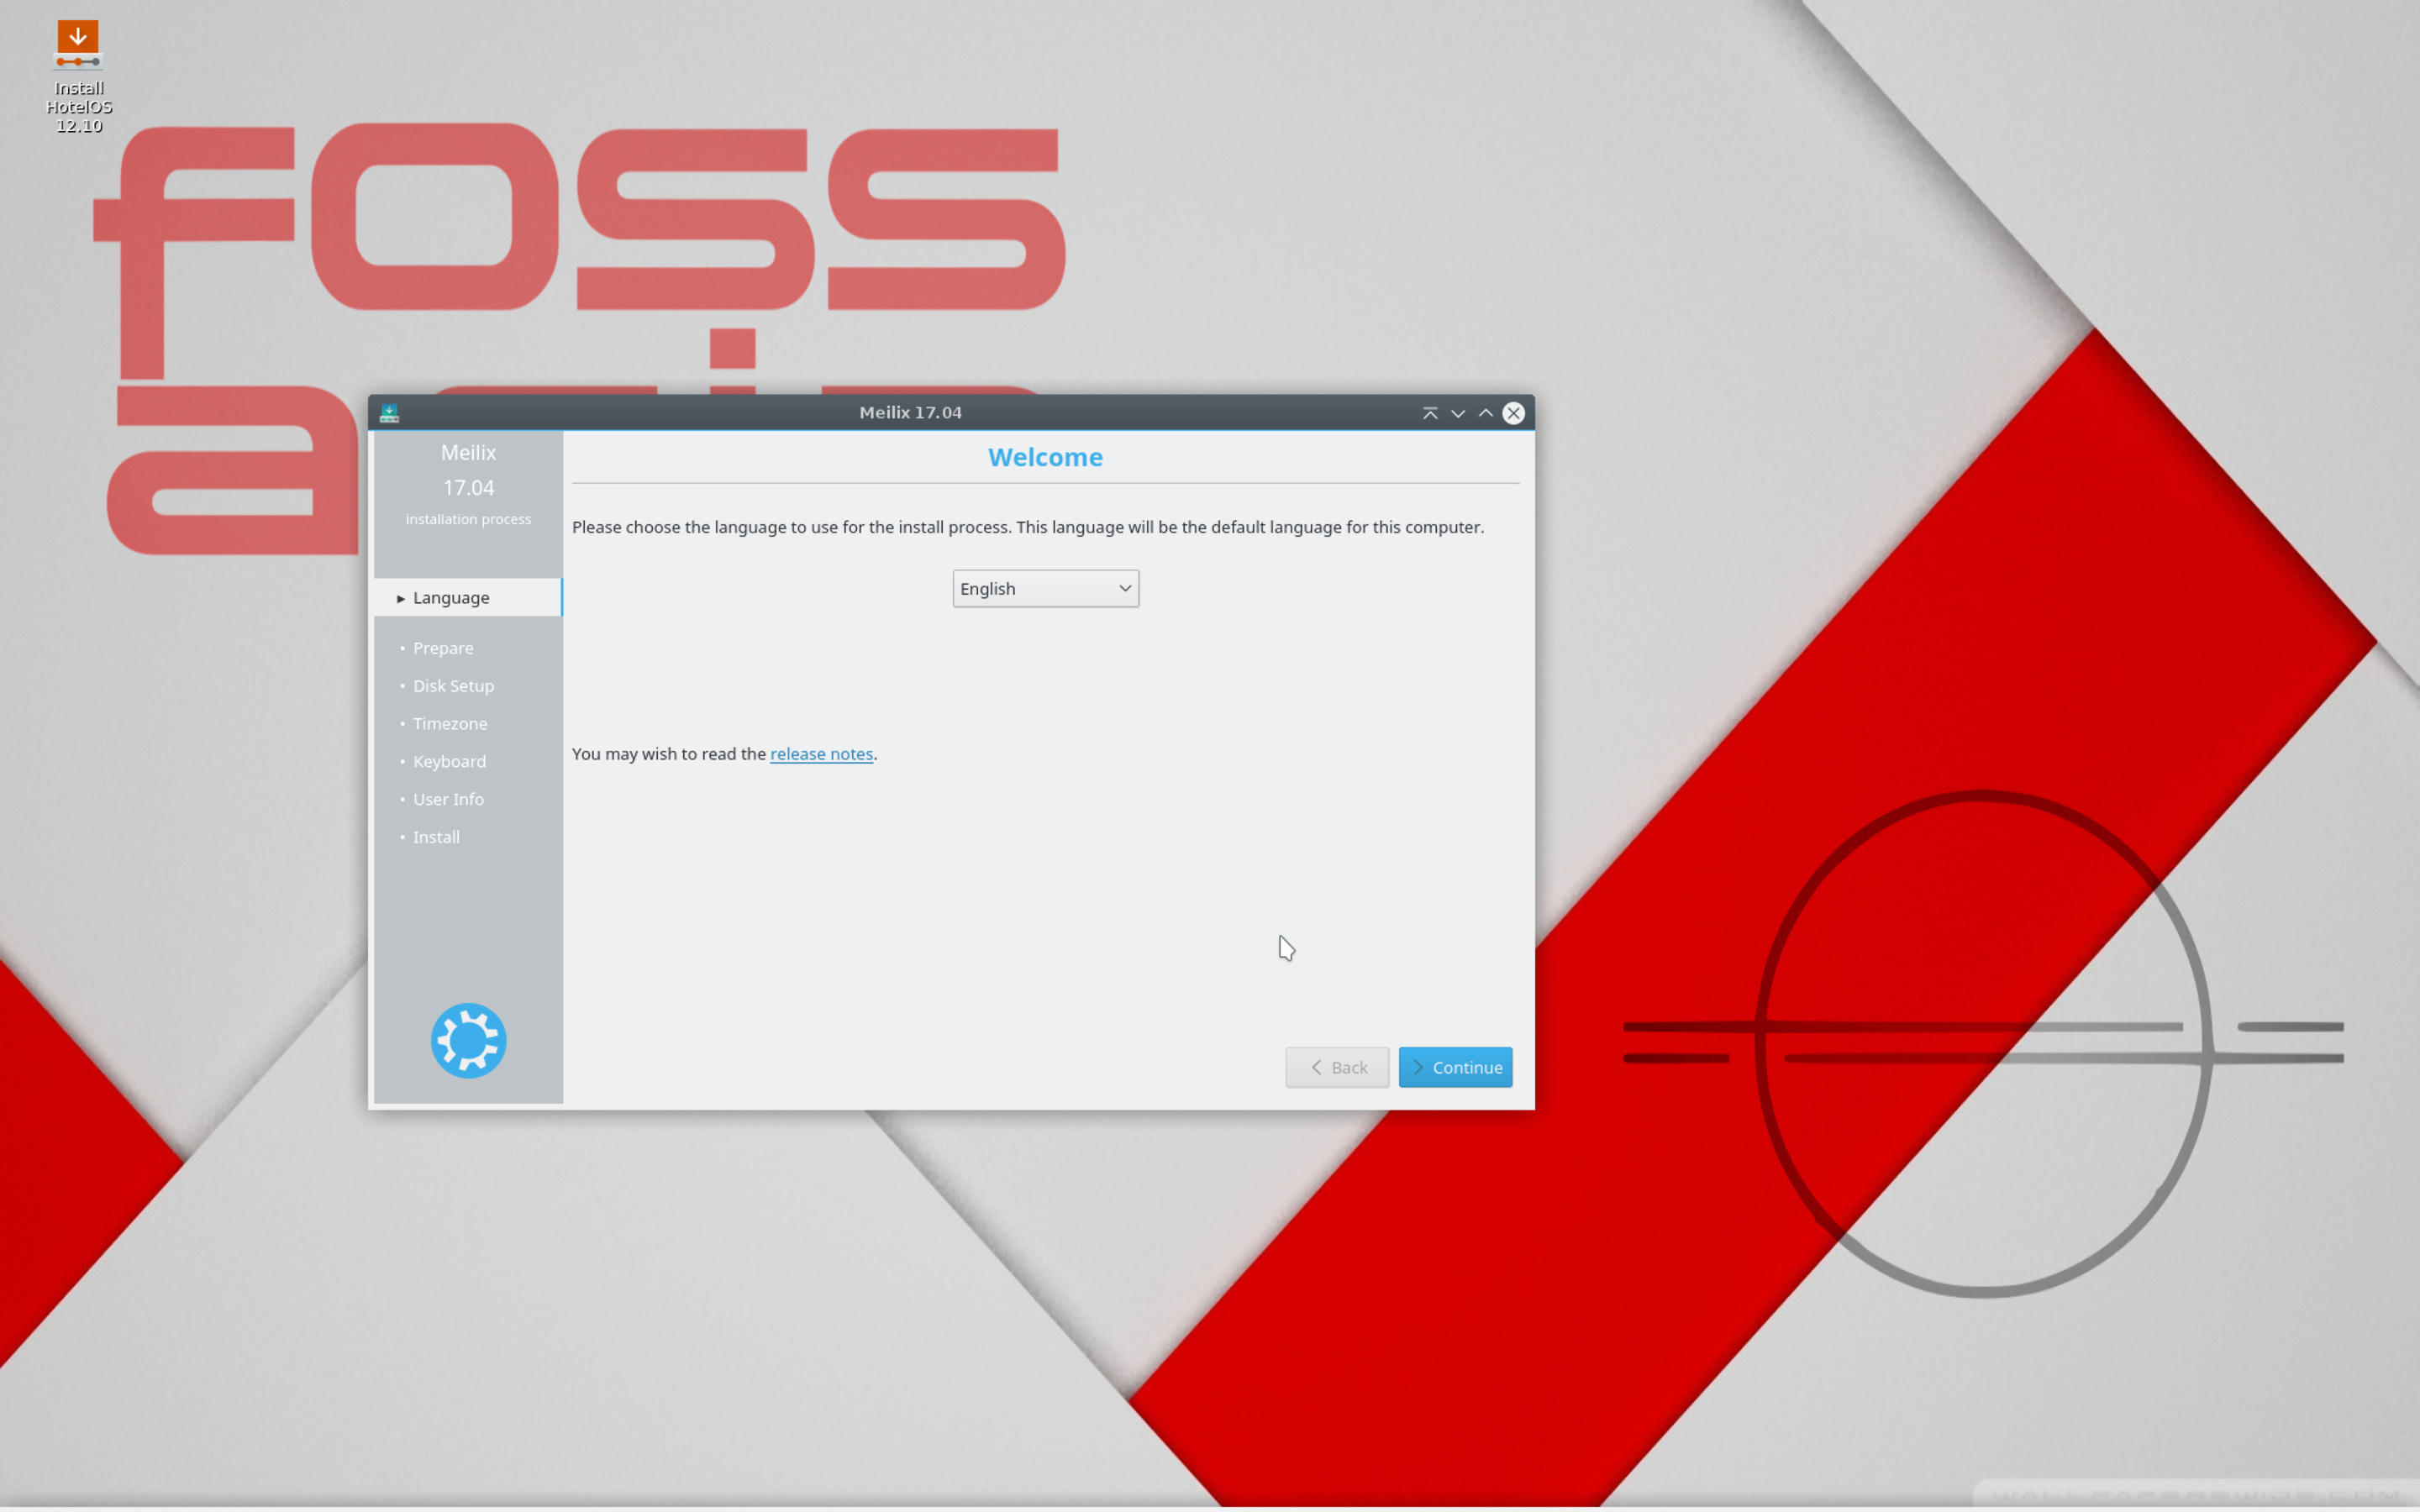 Install
HotelOS
12.10
foss
Meilix 17.04
Meilix
17.04
installation process
Language
Prepare
Disk Setup
Timezone
Keyboard
User Info
Install
Welcome
Please choose the language to use for the install process. This language will be the default language for this computer.
English
You may wish to read the release notes.
Back
Continue